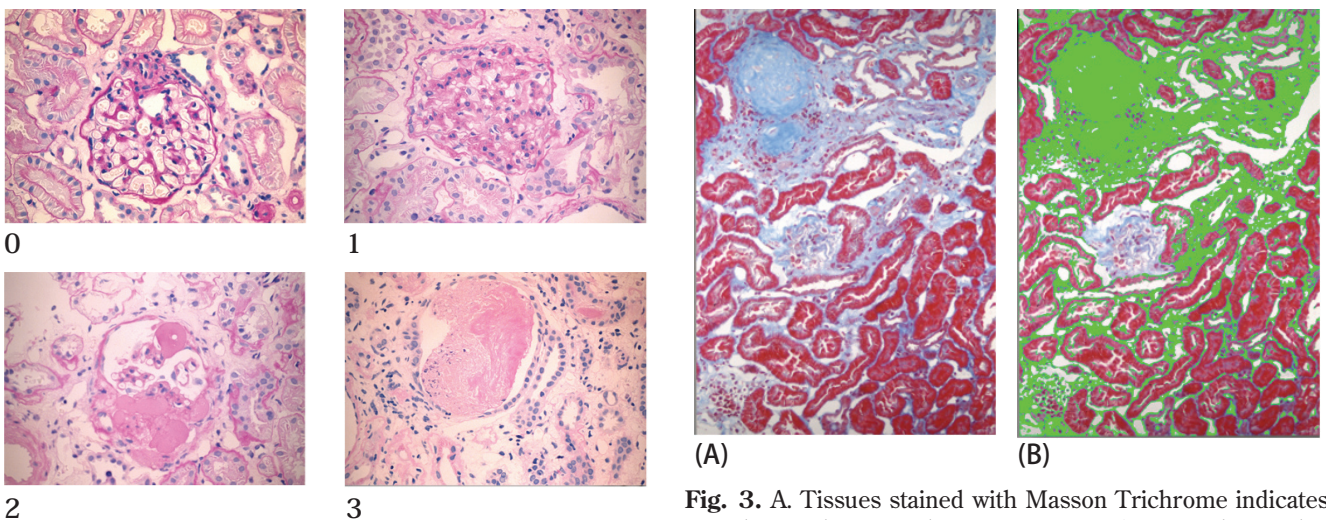 0
1
2
3
(A)
(B)
Fig. 3. A. Tissues stained with Masson Trichrome indicates